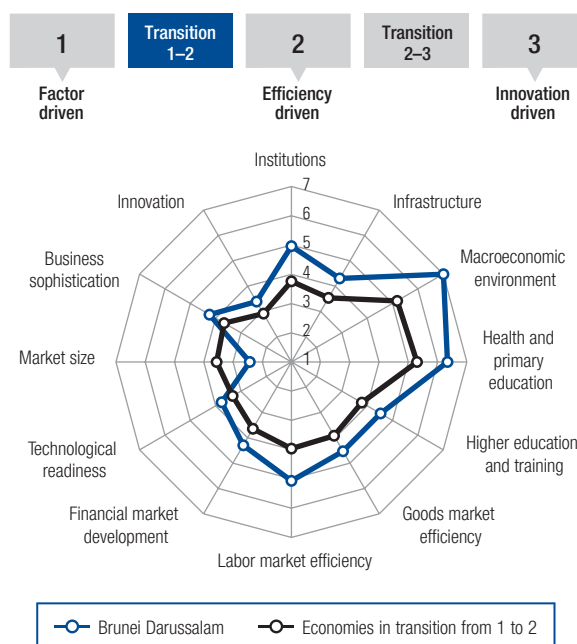 1
Transition
1–2
2
Transition
2–3
3
Factor
driven
Efficiency
driven
Innovation
driven
Institutions
Infrastructure
Macroeconomic
environment
Health and
primary
education
Higher education
and training
Goods market
efficiency
Labor market efficiency
Financial market
development
Technological
readiness
Market size
Business
sophistication
Innovation
7
6
5
4
3
2
1
Brunei Darussalam
Economies in transition from 1 to 2